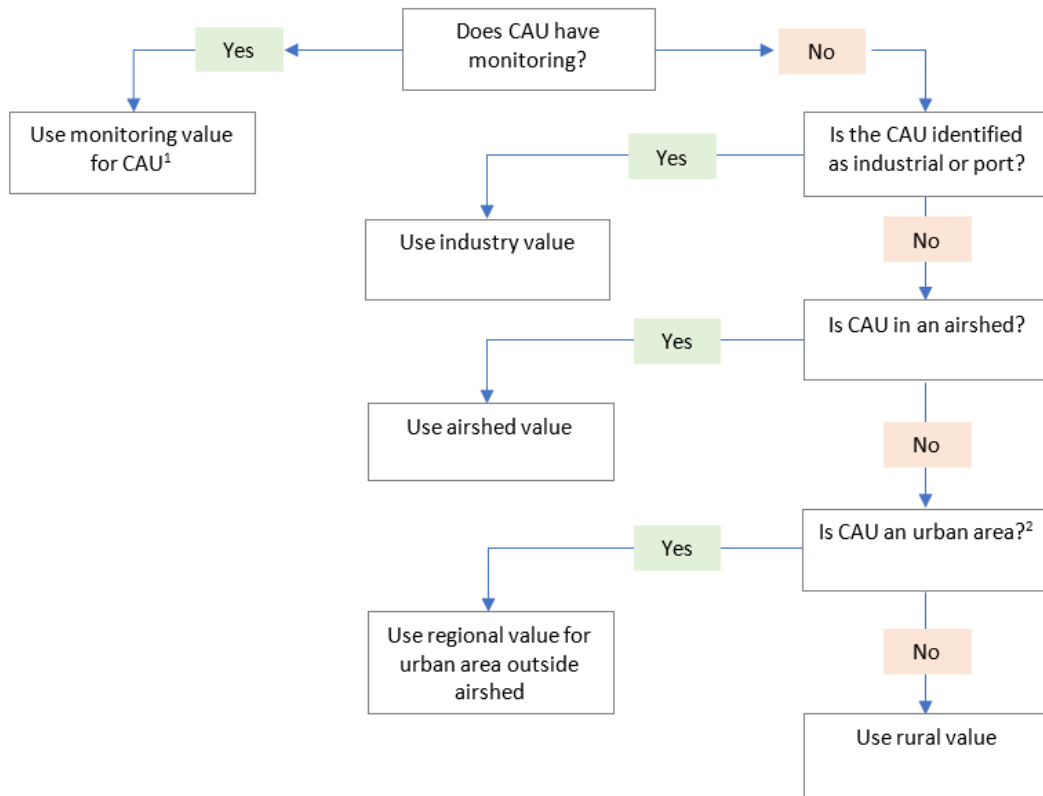 Does CAU have
monitoring?
Yes
No
Use monitoring value
for CAU¹
Is the CAU identified
as industrial or port?
Yes
Use industry value
No
Is CAU in an airshed?
Yes
Use airshed value
No
Is CAU an urban area?²
Yes
Use regional value for
urban area outside
airshed
No
Use rural value